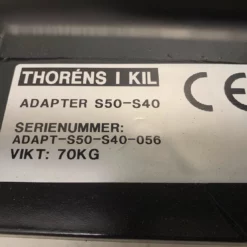 THORÉNS I KIL
ADAPTER S50-S40 CE
SERIENUMMER:
ADAPT-S50-S40-056
VIKT: 70KG